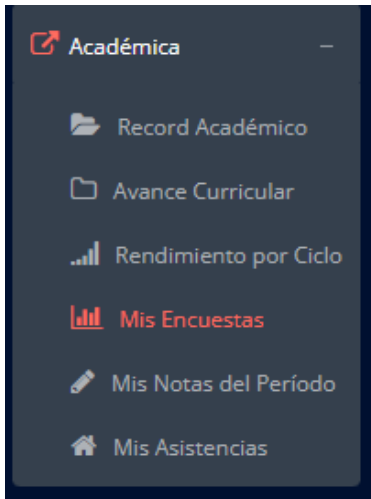 Académica
Record Académico
Avance Curricular
Rendimiento por Ciclo
Mis Encuestas
Mis Notas del Período
Mis Asistencias